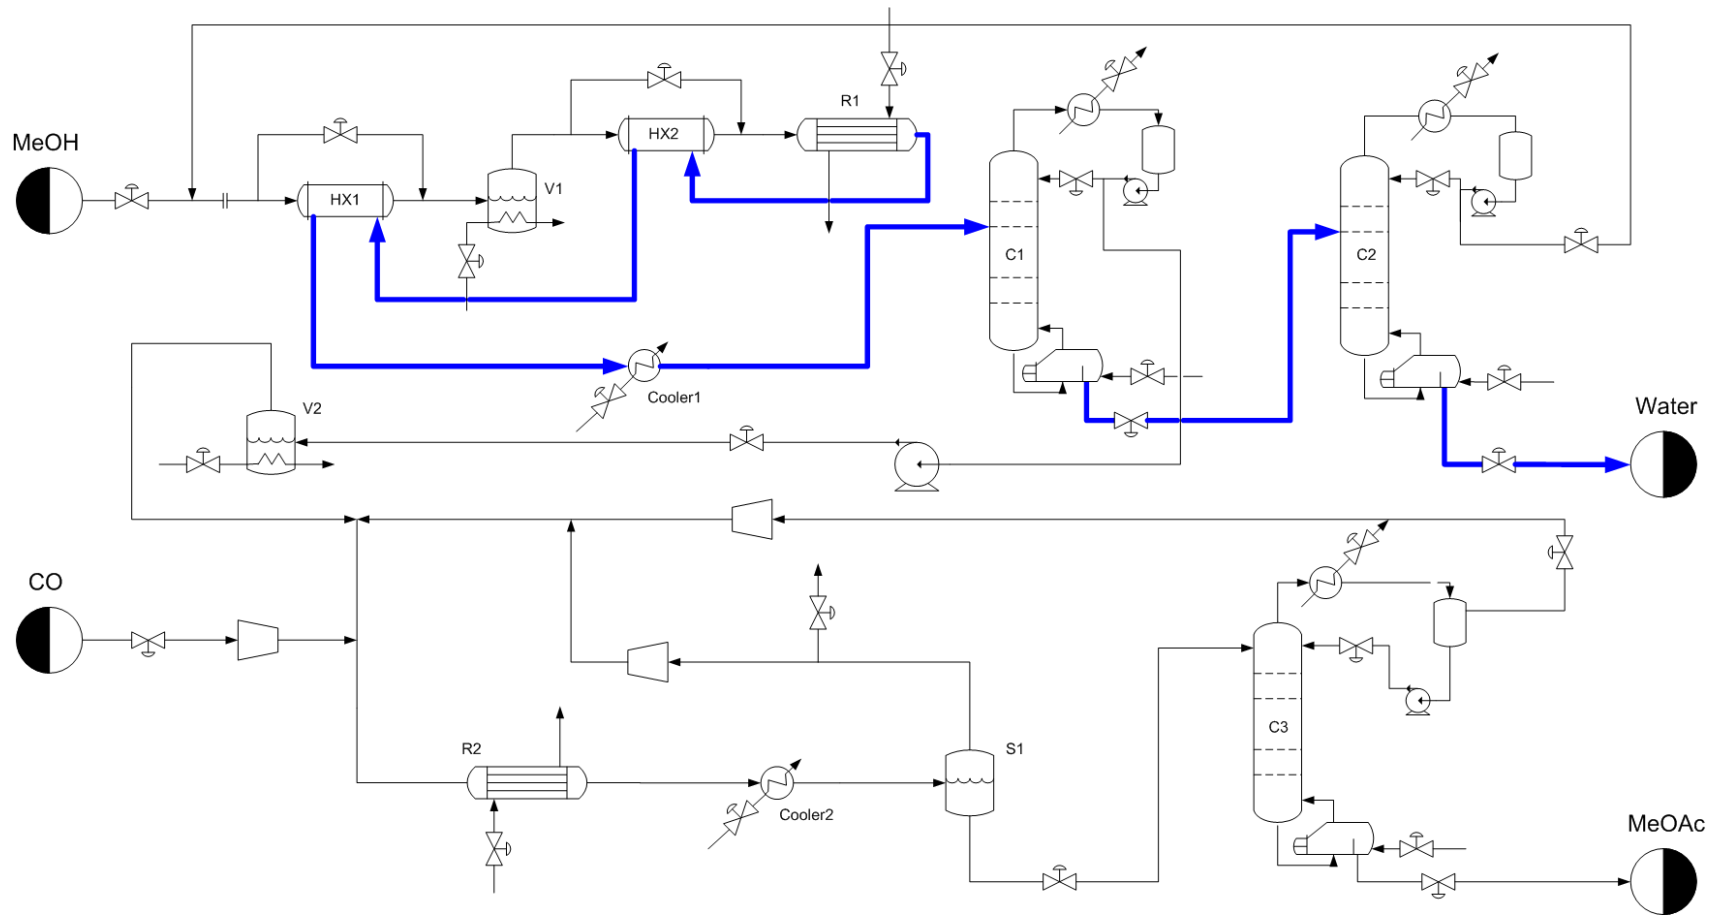 R1
MeOH
HX2
HX1
V1
C1
C2
Cooler1
V2
Water
CO
C3
R2
S1
Cooler2
MeOAc